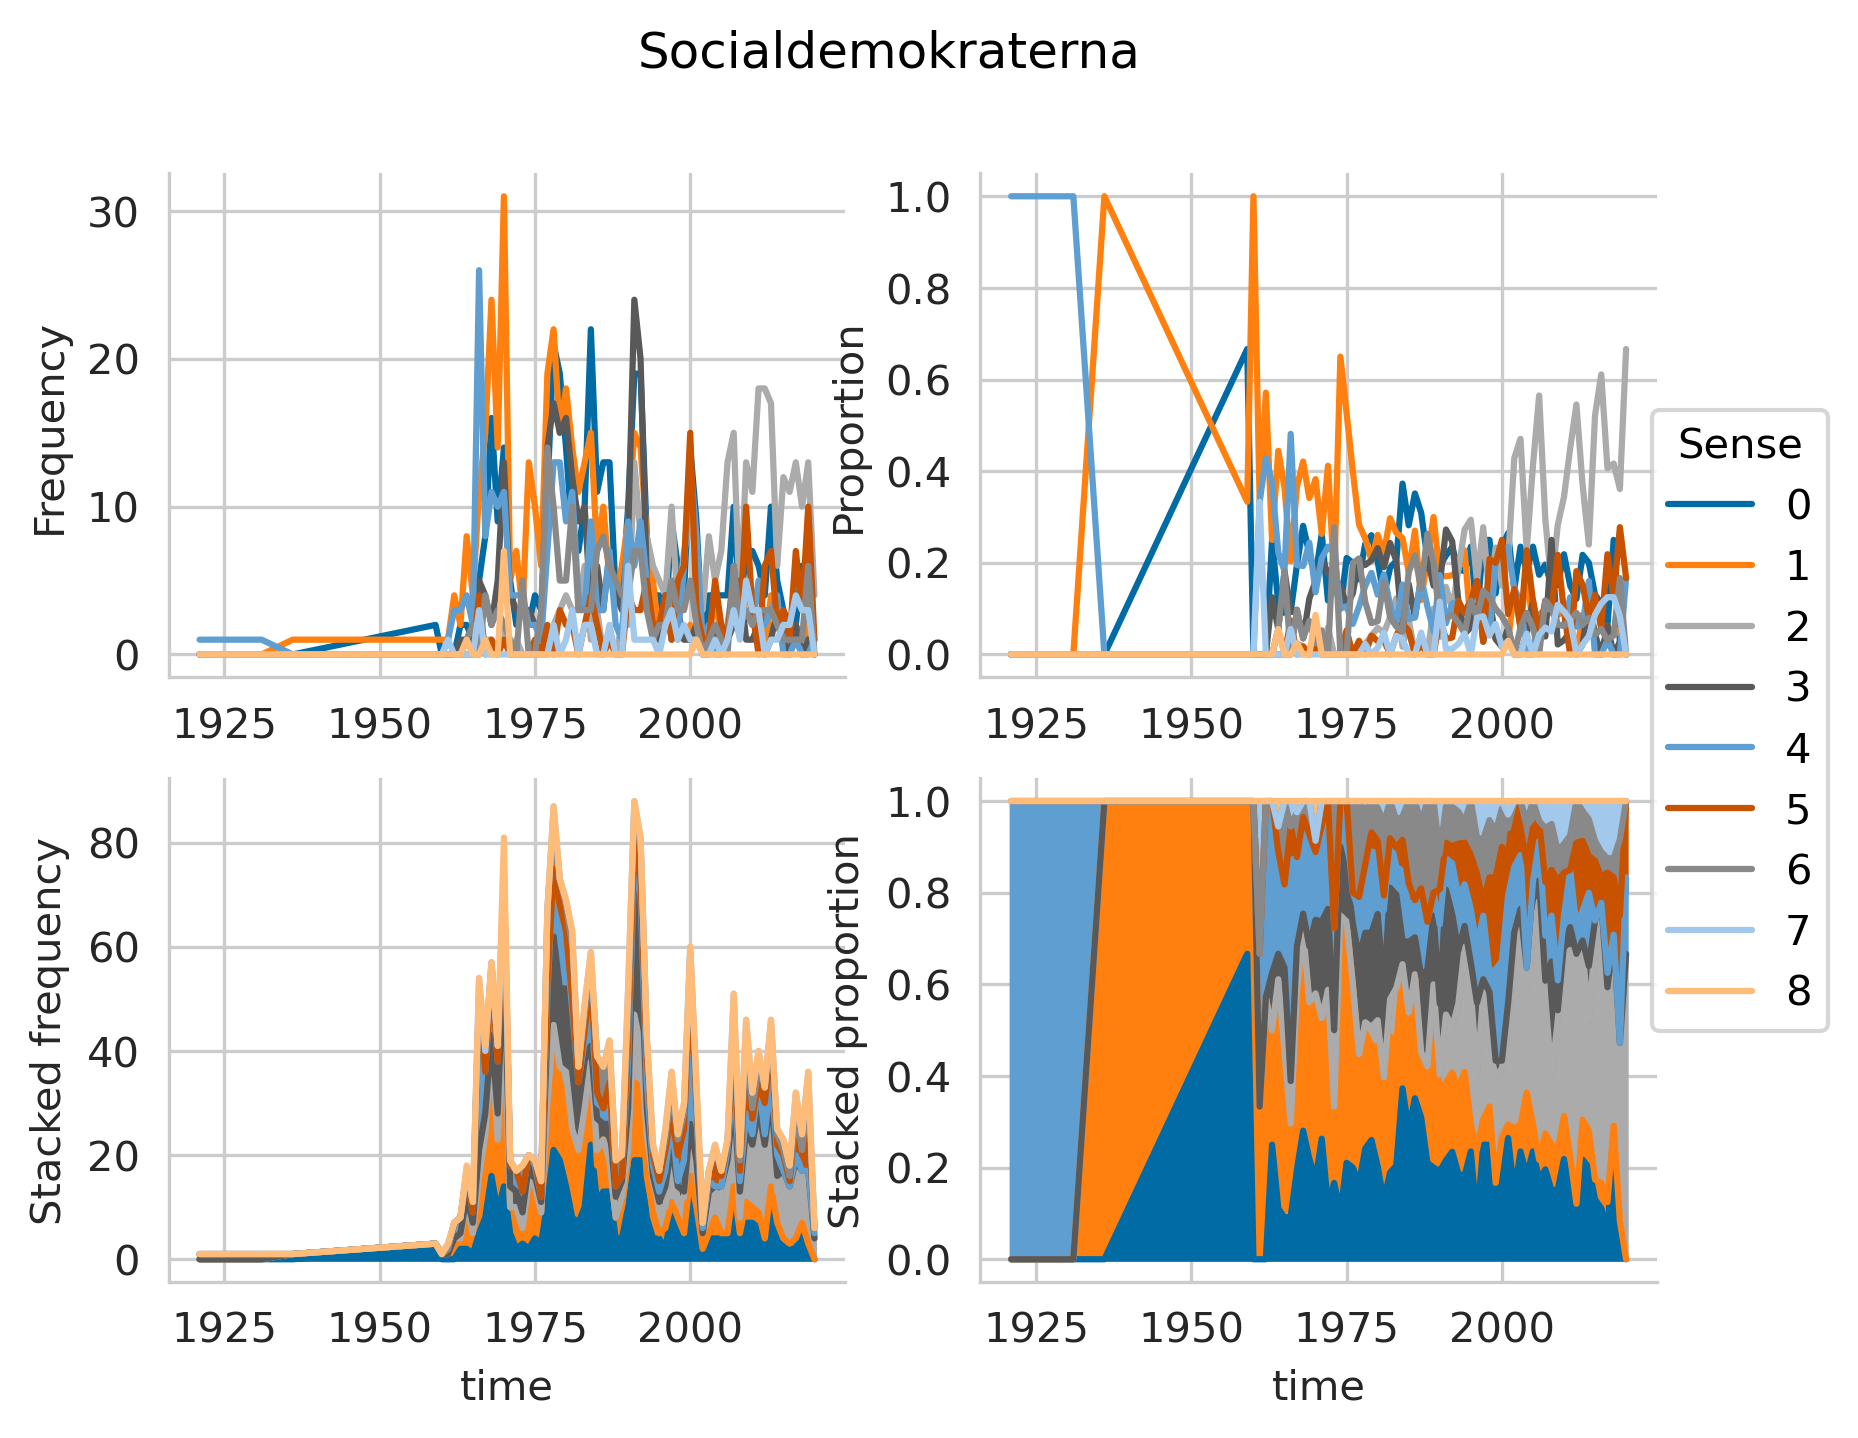 Socialdemokraterna
Frequency
30
20
10
0
1925 1950 1975 2000
Proportion
1.0
0.8
0.6
0.4
0.2
0.0
1925 1950 1975 2000
Stacked frequency
80
60
40
20
0
1925 1950 1975 2000
time
Stacked proportion
1.0
0.8
0.6
0.4
0.2
0.0
1925 1950 1975 2000
time
Sense
0
1
2
3
4
5
6
7
8